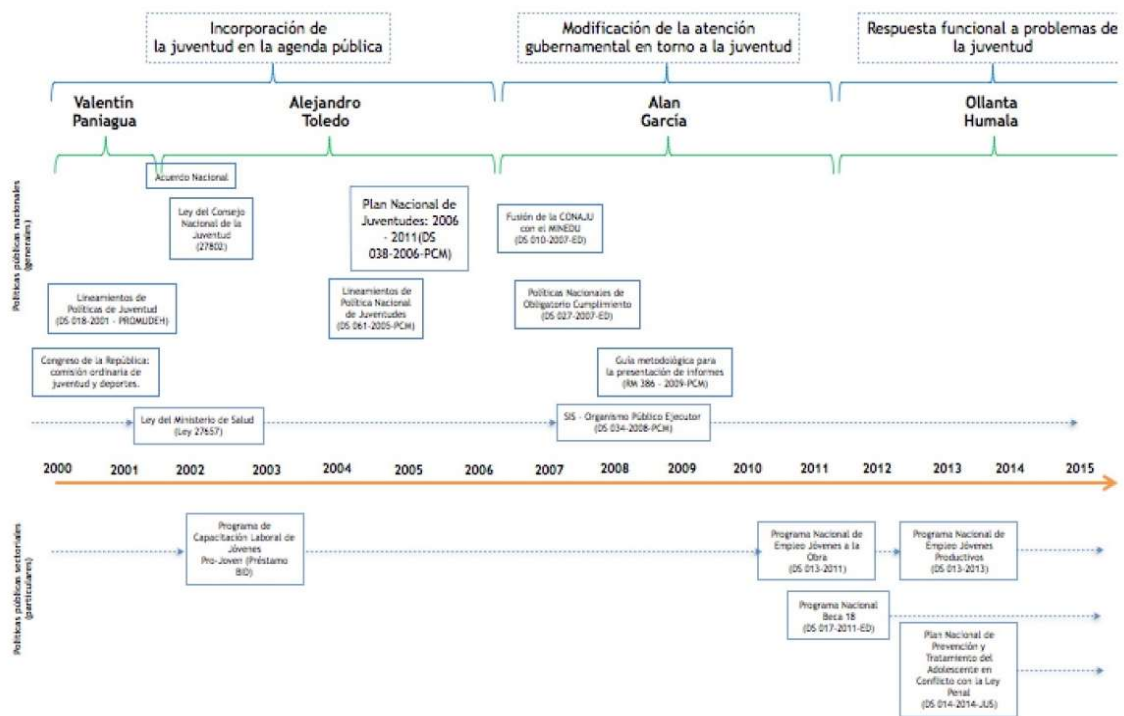 Incorporación de
la juventud en la agenda pública
Modificación de la atención
gubernamental en torno a la juventud
Respuesta funcional a problemas de
la juventud
Valentín
Paniagua
Alejandro
Toledo
Alan
García
Ollanta
Humala
Políticas públicas nacionales
(generales)
Acuerdo Nacional
Ley del Consejo
Nacional de la
Juventud
(27802)
Plan Nacional de
Juventudes: 2006
- 2011(DS
038-2006-PCM)
Fusión de la CONAJU
con el MINEDU
(DS 010-2007-ED)
Lineamientos de
Políticas de Juventud
(DS 018-2001 - PROMUDEH)
Lineamientos de
Política Nacional
de Juventudes
(DS 061-2005-PCM)
Políticas Nacionales de
Obligatorio Cumplimiento
(DS 027-2007-ED)
Congreso de la República:
comisión ordinaria de
juventud y deportes.
Guía metodológica para
la presentación de informes
(RM 386 - 2009-PCM)
Ley del Ministerio de Salud
(Ley 27657)
SIS - Organismo Público Ejecutor
(DS 034-2008-PCM)
2000 2001 2002 2003 2004 2005 2006 2007 2008 2009 2010 2011 2012 2013 2014 2015
Políticas públicas sectoriales
(particulares)
Programa de
Capacitación Laboral de
Jóvenes
Pro-Joven (Préstamo
BID)
Programa Nacional de
Empleo Jóvenes a la
Obra
(DS 013-2011)
Programa Nacional de
Empleo Jóvenes
Productivos
(DS 013-2013)
Programa Nacional
Beca 18
(DS 017-2011-ED)
Plan Nacional de
Prevención y
Tratamiento del
Adolescente en
Conflicto con la Ley
Penal
(DS 014-2014-JUS)